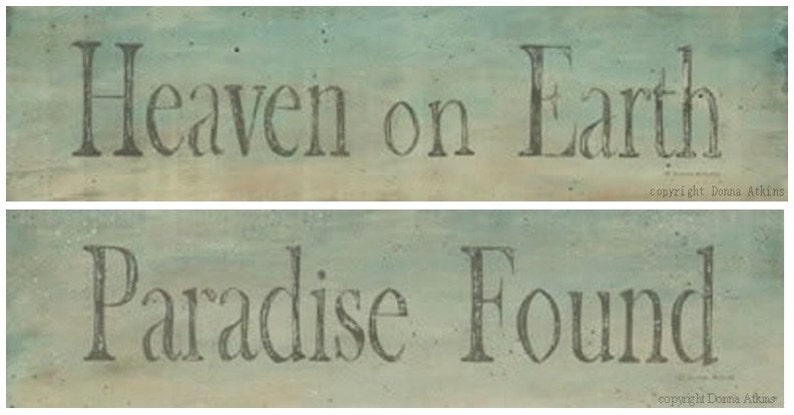 Heaven on Earth
copyright Donna Atkins
Paradise Found
copyright Donna Atkins